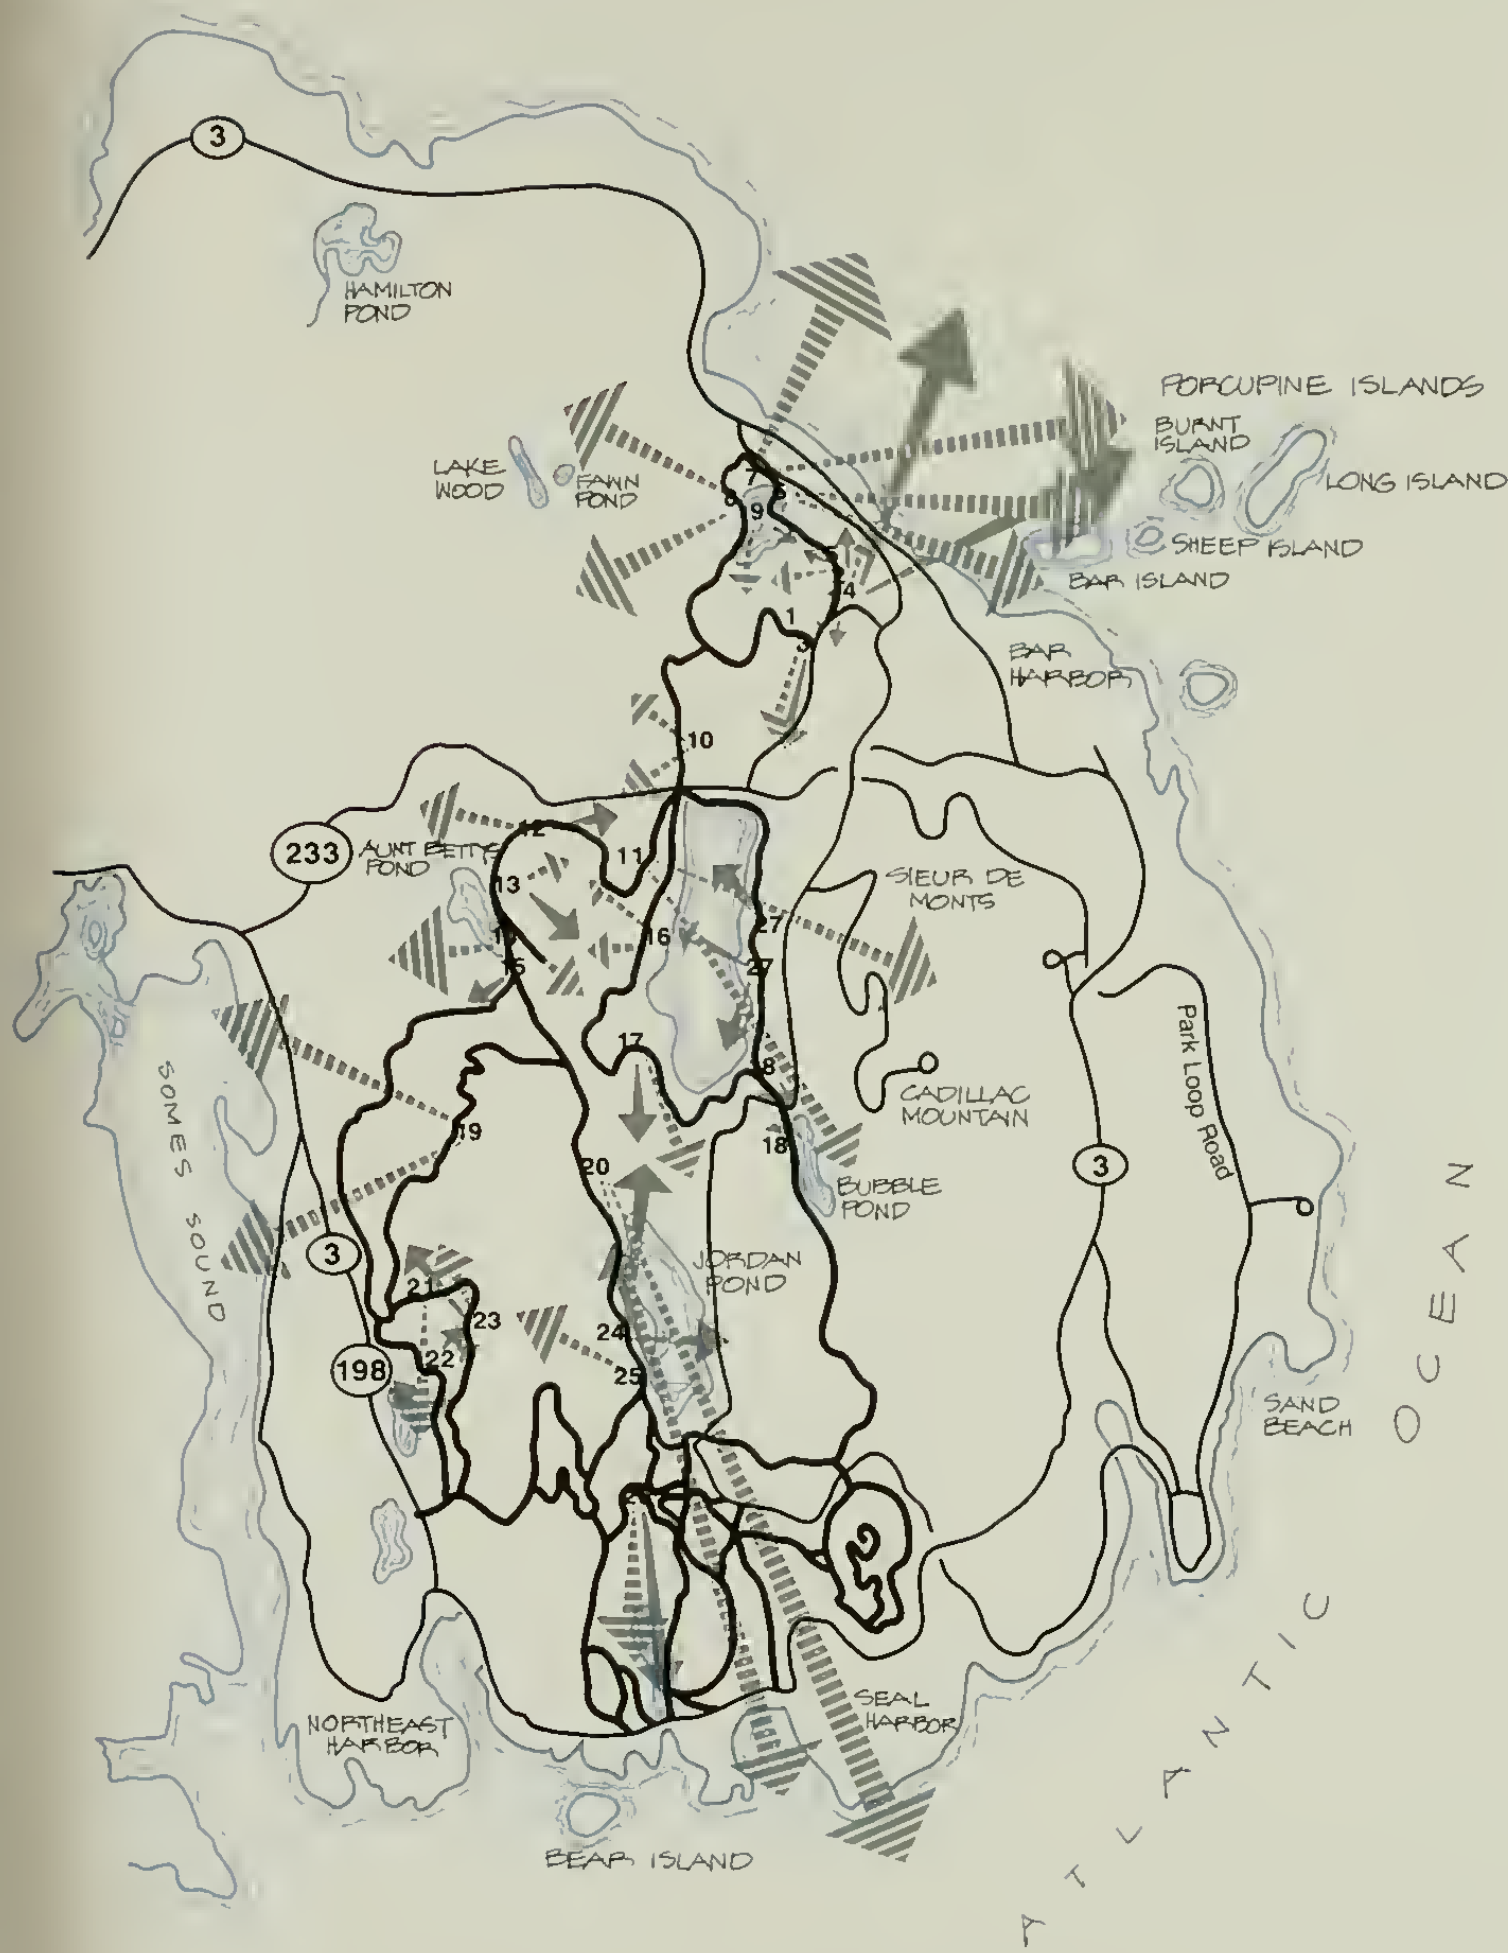 3
HAMILTON
POND
PORCUPINE ISLANDS
BURNT
ISLAND
LONG ISLAND
LAKE
WOOD
FAWN
POND
7
9
SHEEP ISLAND
BAR ISLAND
4
1
3
BAR
HARBOR
10
12
233
AUNT BETTYS
POND
11
13
SIEUR DE
MONTS
27
16
27
15
Park Loop Road
17
8
CADILLAC
MOUNTAIN
SOMES SOUND
19
18
3
20
BUBBLE
POND
3
JORDAN
POND
21
23
24
22
198
25
SAND
BEACH
SEAL
HARBOR
NORTHEAST
HARBOR
BEAR ISLAND
ATLANTIC OCEAN